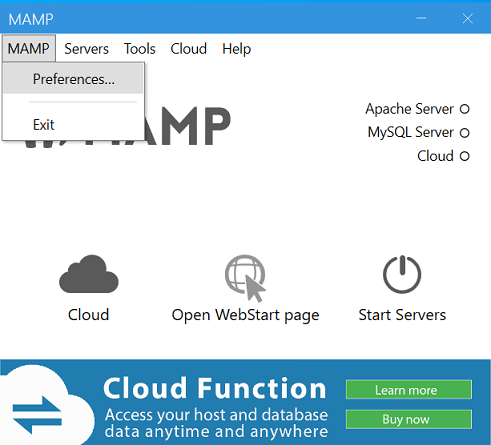 MAMP
MAMP Servers Tools Cloud Help
Preferences...
Exit
MAMP
Apache Server
MySQL Server
Cloud
Cloud Open WebStart page Start Servers
Cloud Function
Access your host and database
data anytime and anywhere
Learn more
Buy now